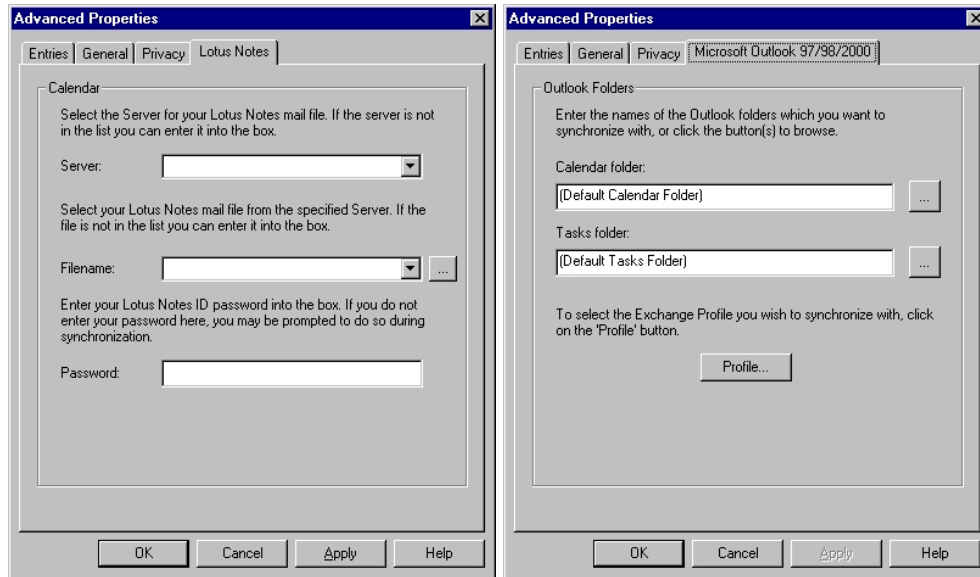 Advanced Properties
Entries General Privacy Lotus Notes
Calendar
Select the Server for your Lotus Notes mail file. If the server is not
in the list you can enter it into the box.
Server:
Select your Lotus Notes mail file from the specified Server. If the
file is not in the list you can enter it into the box.
Filename:
...
Enter your Lotus Notes ID password into the box. If you do not
enter your password here, you may be prompted to do so during
synchronization.
Password:
OK Cancel Apply Help
Advanced Properties
Entries General Privacy Microsoft Outlook 97/98/2000
Outlook Folders
Enter the names of the Outlook folders which you want to
synchronize with, or click the button(s) to browse.
Calendar folder:
(Default Calendar Folder) ...
Tasks folder:
(Default Tasks Folder) ...
To select the Exchange Profile you wish to synchronize with, click
on the 'Profile' button.
Profile...
OK Cancel Apply Help